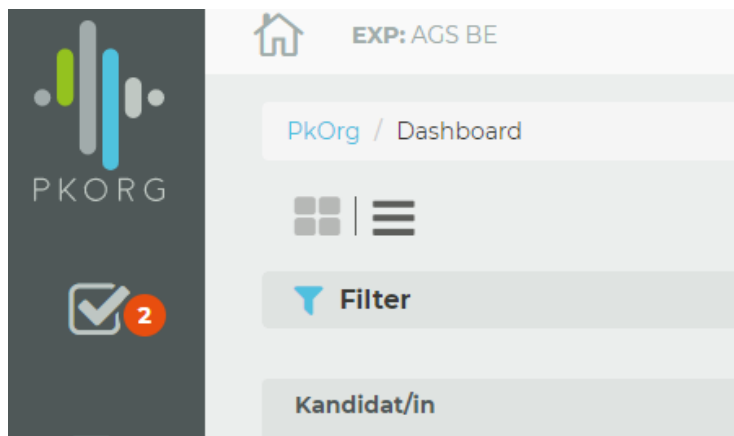 EXP: AGS BE
PkOrg / Dashboard
PKORG
Filter
2
Kandidat/in